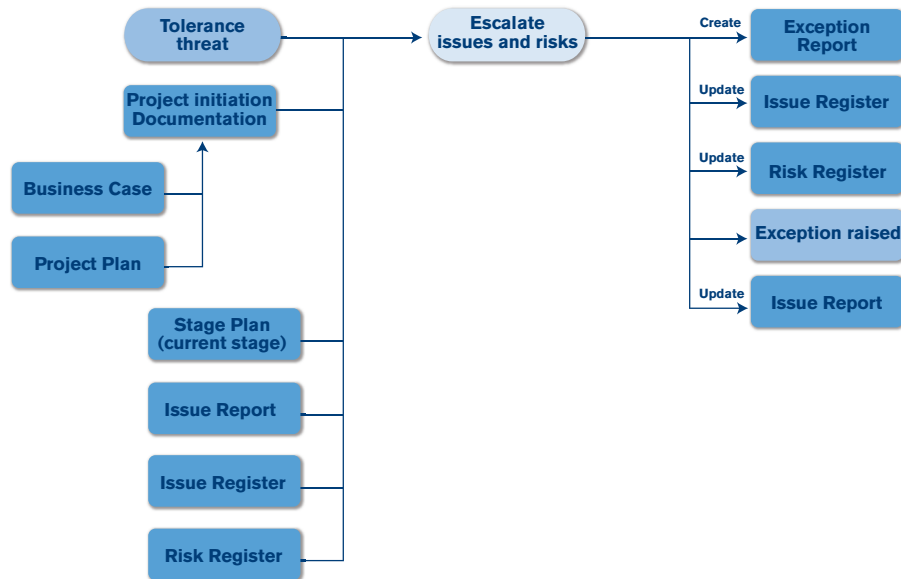 Tolerance
threat
Project initiation
Documentation
Business Case
Project Plan
Stage Plan
(current stage)
Issue Report
Issue Register
Risk Register
Escalate
issues and risks
Create
Exception
Report
Update
Issue Register
Update
Risk Register
Exception raised
Update
Issue Report